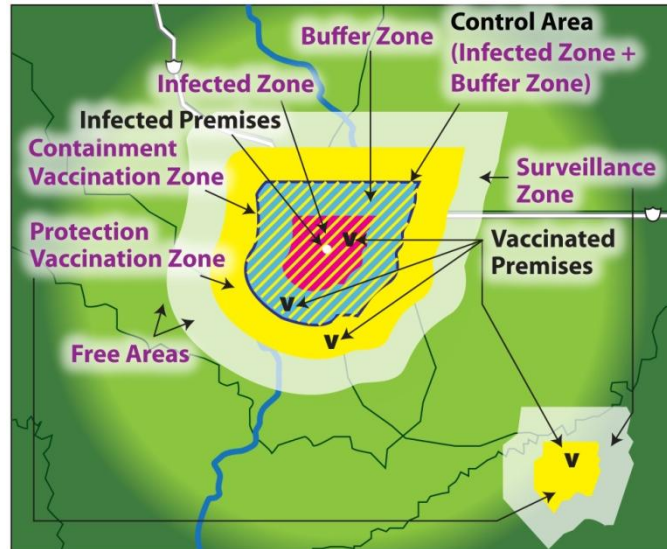 Buffer Zone
Control Area
(Infected Zone +
Buffer Zone)
Infected Zone
Infected Premises
Containment
Vaccination Zone
Surveillance
Zone
Protection
Vaccination Zone
Vaccinated
Premises
Free Areas
V
V
V
V